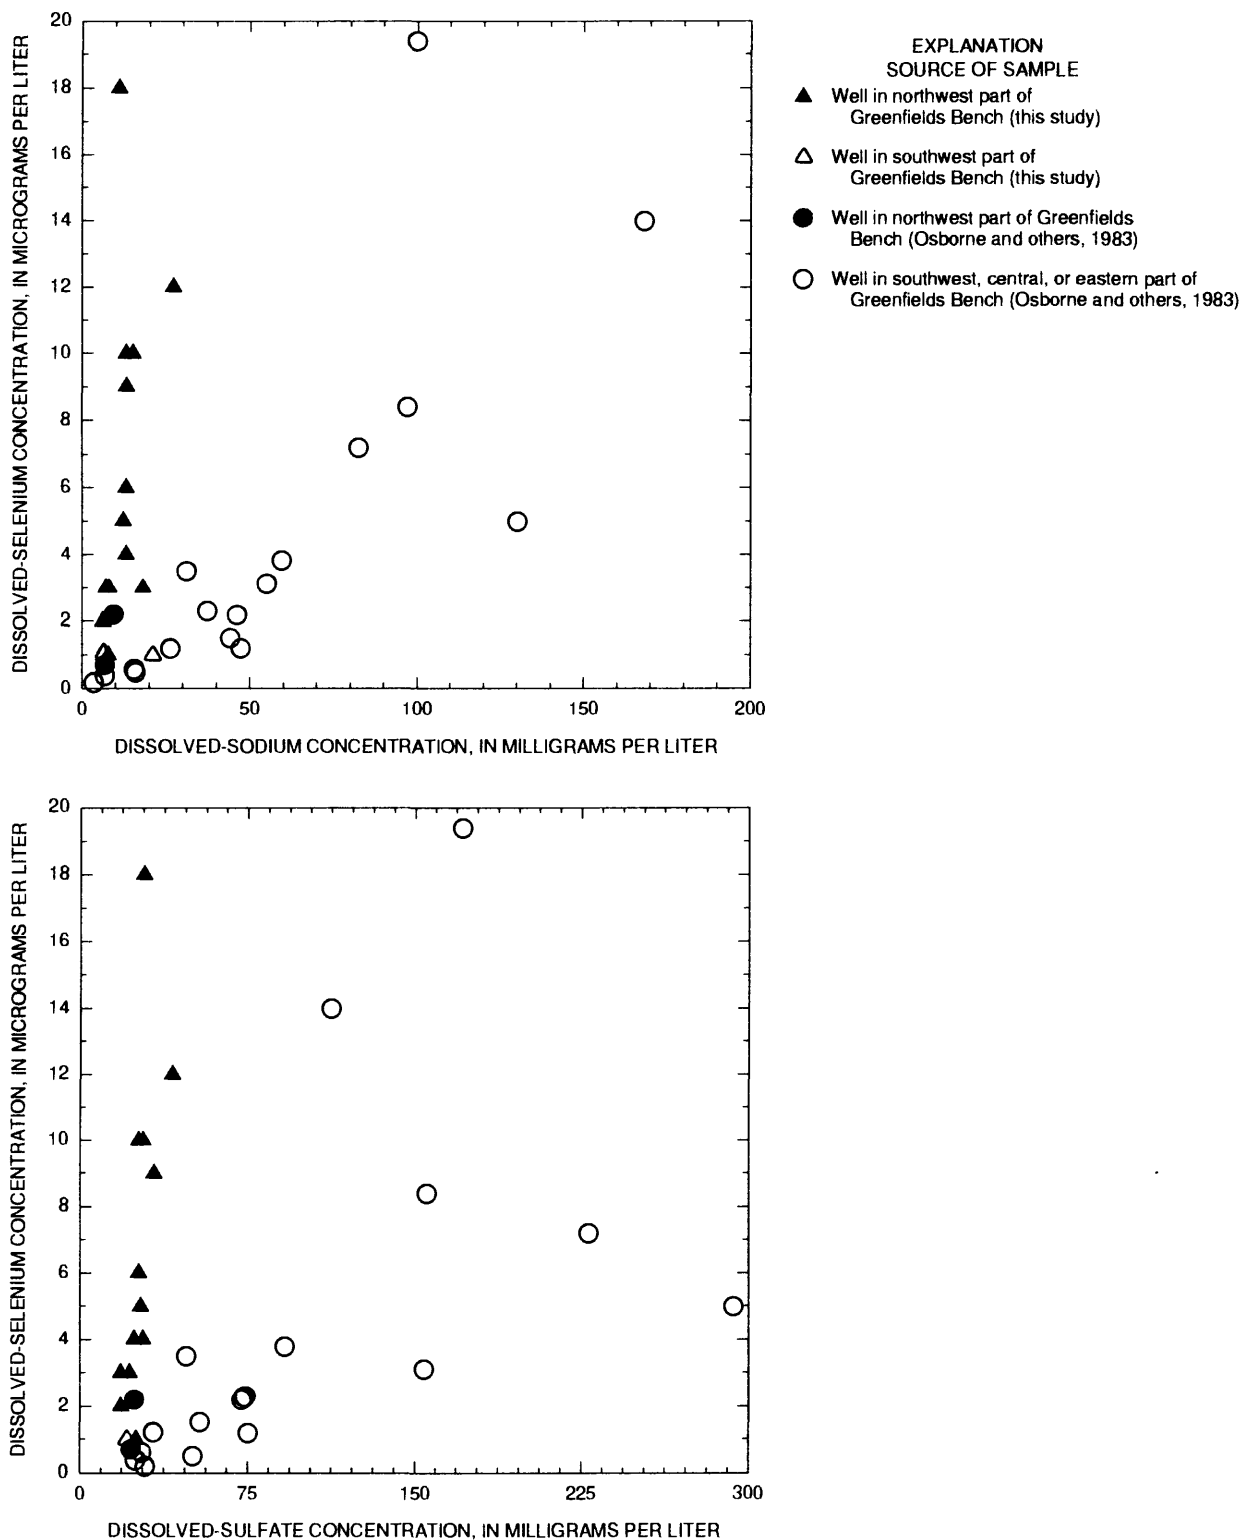 20
18
16
14
12
10
8
6
4
2
0
DISSOLVED-SELENIUM CONCENTRATION, IN MICROGRAMS PER LITER
0 50 100 150 200
DISSOLVED-SODIUM CONCENTRATION, IN MILLIGRAMS PER LITER
EXPLANATION
SOURCE OF SAMPLE
Well in northwest part of
Greenfields Bench (this study)
Well in southwest part of
Greenfields Bench (this study)
Well in northwest part of Greenfields
Bench (Osborne and others, 1983)
Well in southwest, central, or eastern part of
Greenfields Bench (Osborne and others, 1983)
20
18
16
14
12
10
8
6
4
2
0
DISSOLVED-SELENIUM CONCENTRATION, IN MICROGRAMS PER LITER
0 75 150 225 300
DISSOLVED-SULFATE CONCENTRATION, IN MILLIGRAMS PER LITER